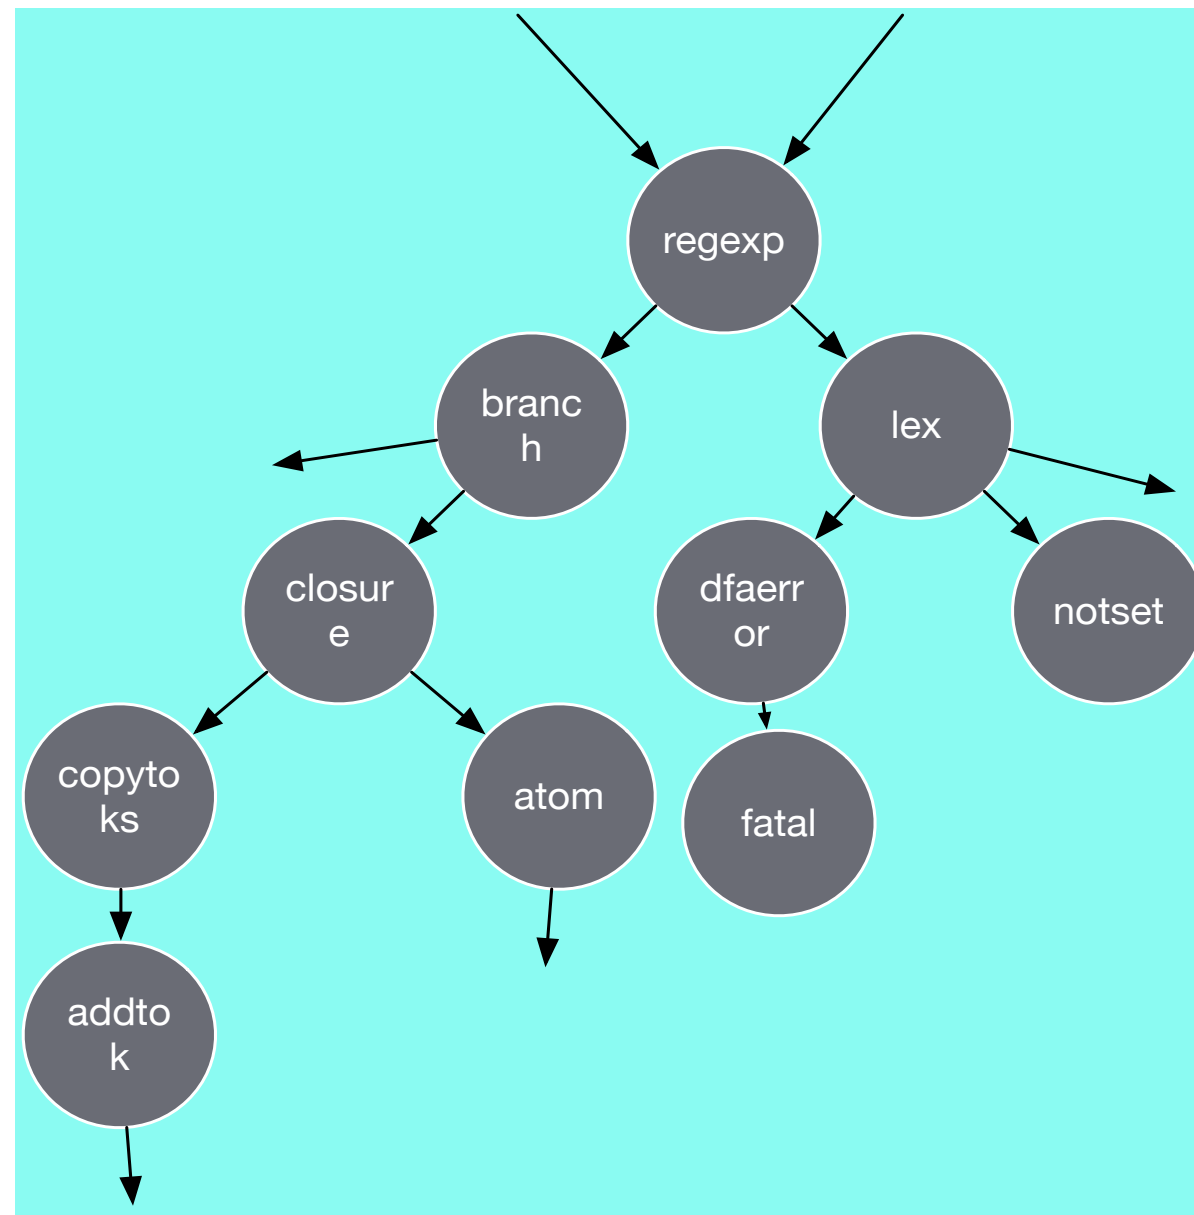 regexp
branc
h
lex
closur
e
dfaerr
or
notset
copyto
ks
atom
fatal
addto
k